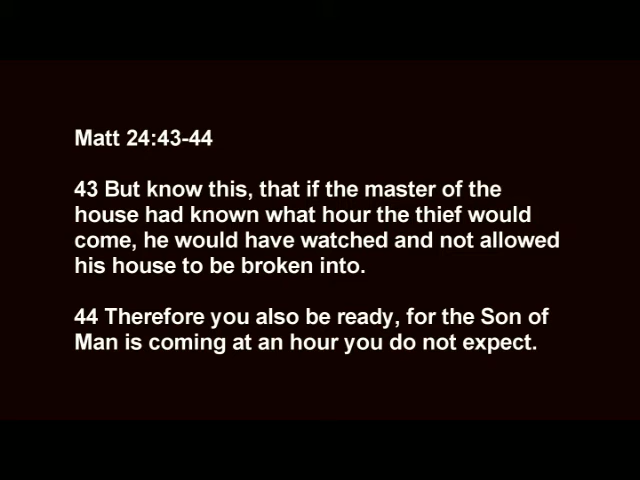 Matt 24:43-44
43 But know this, that if the master of the
house had known what hour the thief would
come, he would have watched and not allowed
his house to be broken into.
44 Therefore you also be ready, for the Son of
Man is coming at an hour you do not expect.